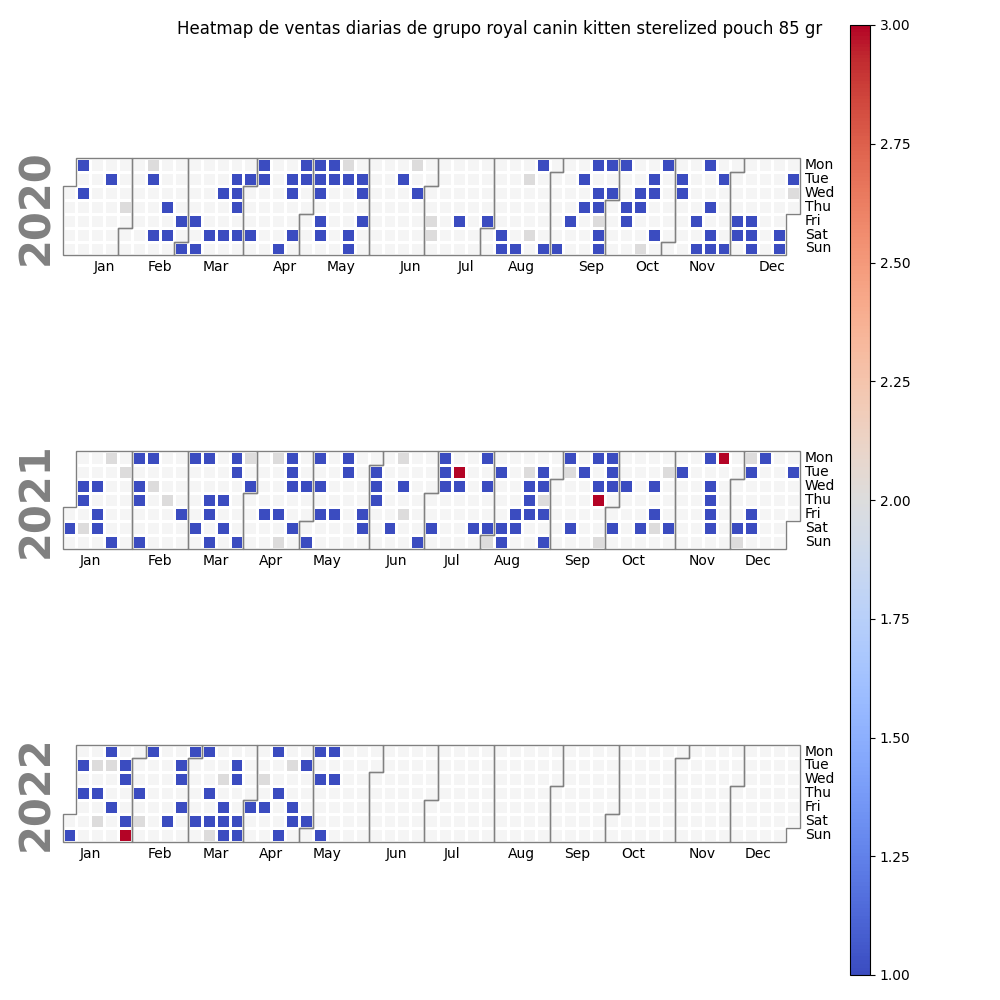 Heatmap de ventas diarias de grupo royal canin kitten sterelized pouch 85 gr
2020
Mon
Tue
Wed
Thu
Fri
Sat
Sun
Jan Feb Mar Apr May Jun Jul Aug Sep Oct Nov Dec
2021
Mon
Tue
Wed
Thu
Fri
Sat
Sun
Jan Feb Mar Apr May Jun Jul Aug Sep Oct Nov Dec
2022
Mon
Tue
Wed
Thu
Fri
Sat
Sun
Jan Feb Mar Apr May Jun Jul Aug Sep Oct Nov Dec
3.00
2.75
2.50
2.25
2.00
1.75
1.50
1.25
1.00